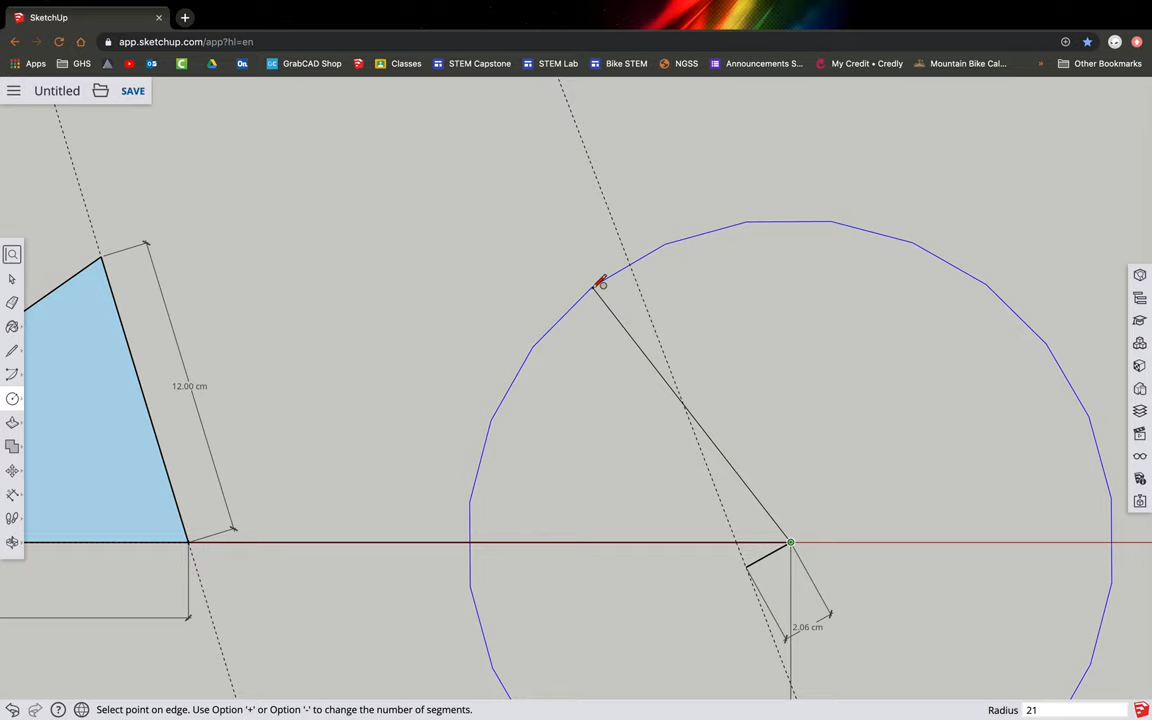 SketchUp
app.sketchup.com/app?hl=en
Apps GHS On GrabCAD Shop Classes STEM Capstone STEM Lab Bike STEM NGSS Announcements S... My Credit • Credly Mountain Bike Cal... » Other Bookmarks
Untitled SAVE
12.00 cm
2.06 cm
Select point on edge. Use Option '+' or Option '-' to change the number of segments. Radius 21